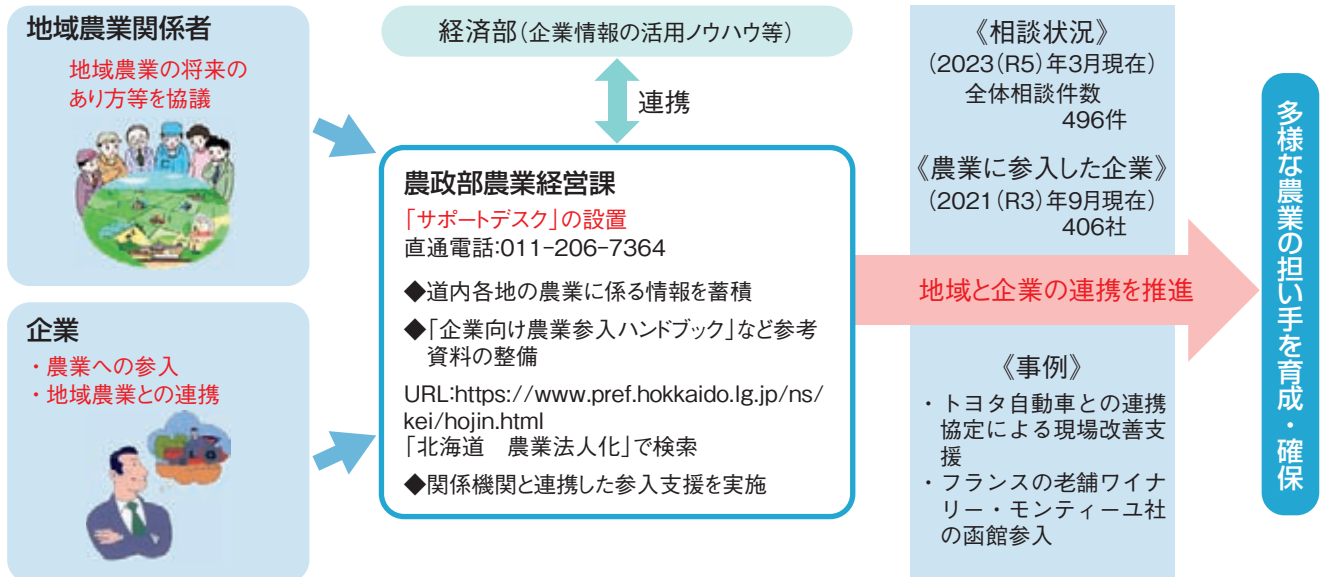 地域農業関係者
地域農業の将来の
あり方等を協議
企業
・農業への参入
・地域農業との連携
経済部(企業情報の活用ノウハウ等)
連携
農政部農業経営課
「サポートデスク」の設置
直通電話:011-206-7364
◆道内各地の農業に係る情報を蓄積
◆「企業向け農業参入ハンドブック」など参考
資料の整備
URL:https://www.pref.hokkaido.lg.jp/ns/
kei/hojin.html
「北海道　農業法人化」で検索
◆関係機関と連携した参入支援を実施
《相談状況》
(2023(R5)年3月現在)
全体相談件数
496件
《農業に参入した企業》
(2021(R3)年9月現在)
406社
地域と企業の連携を推進
《事例》
・トヨタ自動車との連携
協定による現場改善支
援
・フランスの老舗ワイナ
リー・モンティーユ社
の函館参入
多様な農業の担い手を育成・確保